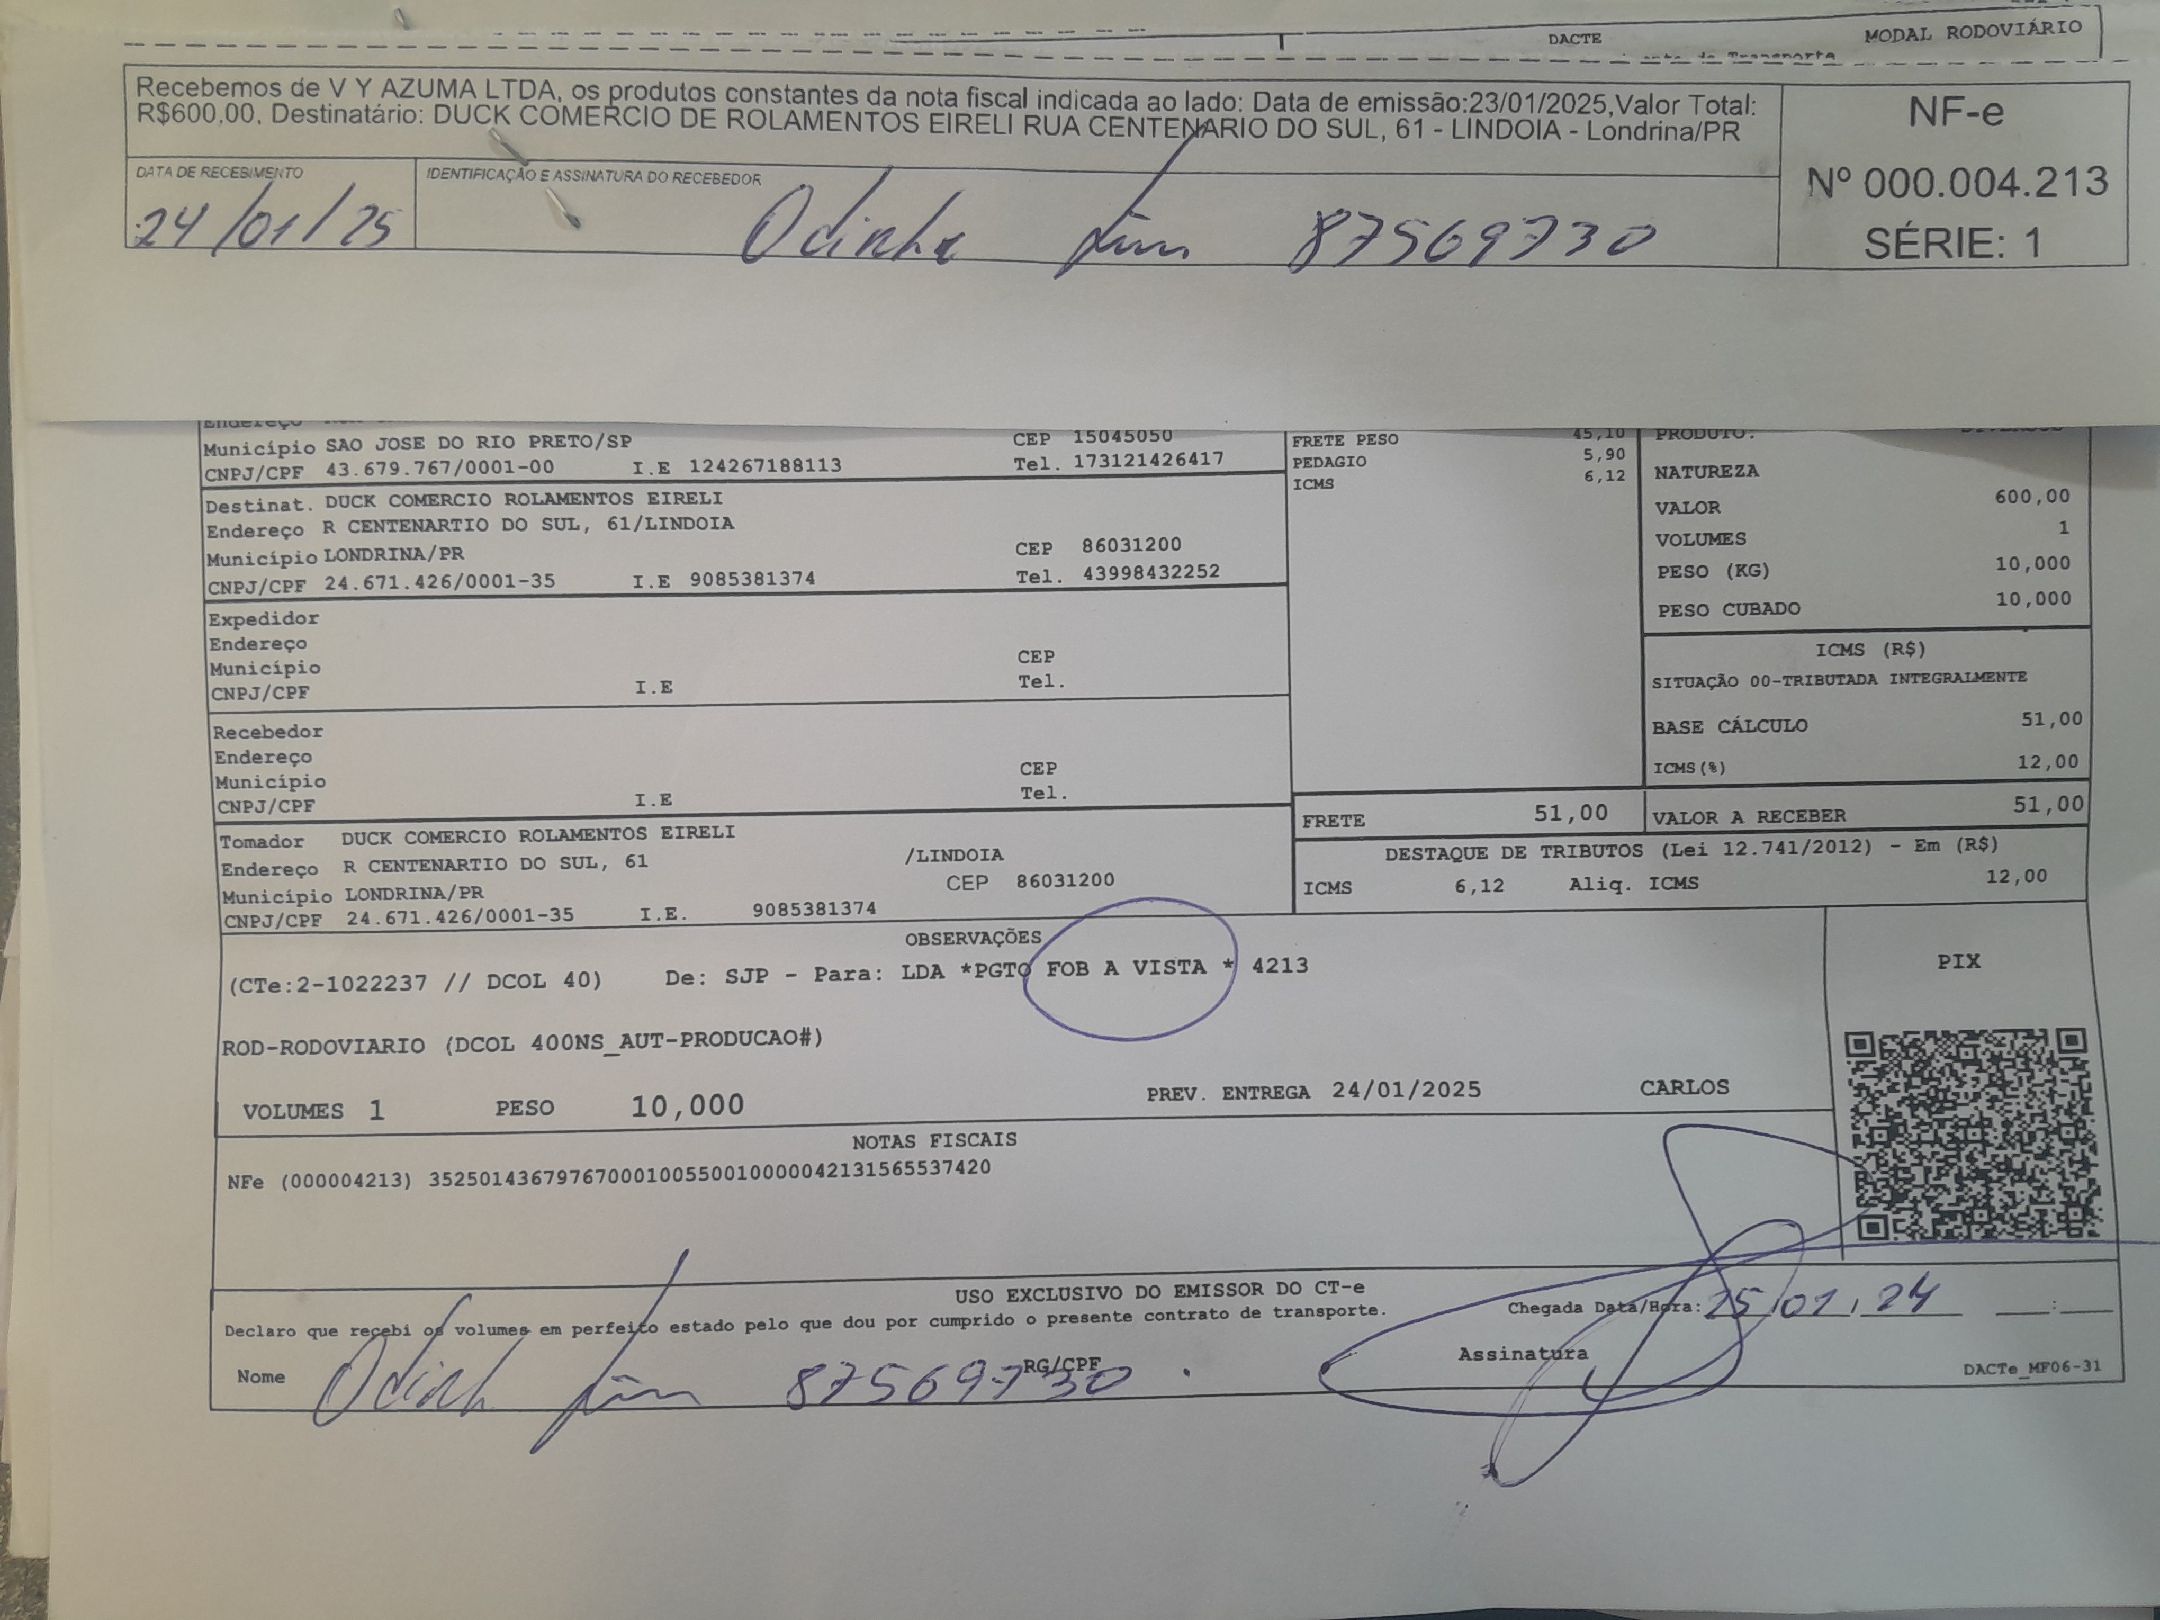 DACTE
MODAL RODOVIÁRIO
Recebemos de V Y AZUMA LTDA, os produtos constantes da nota fiscal indicada ao lado: Data de emissão:23/01/2025,Valor Total:
R$600,00. Destinatário: DUCK COMERCIO DE ROLAMENTOS EIRELI RUA CENTENARIO DO SUL, 61 - LINDOIA - Londrina/PR
NF-e
Nº 000.004.213
SÉRIE: 1
DATA DE RECEBIMENTO
IDENTIFICAÇÃO E ASSINATURA DO RECEBEDOR
24/01/25
87569730
Endereço
Município SAO JOSE DO RIO PRETO/SP CEP 15045050
CNPJ/CPF 43.679.767/0001-00 I.E 124267188113 Tel. 173121426417
Destinat. DUCK COMERCIO ROLAMENTOS EIRELI
Endereço R CENTENARTIO DO SUL, 61/LINDOIA
Município LONDRINA/PR CEP 86031200
CNPJ/CPF 24.671.426/0001-35 I.E 9085381374 Tel. 43998432252
Expedidor
Endereço
Município CEP
CNPJ/CPF I.E Tel.
Recebedor
Endereço
Município CEP
CNPJ/CPF I.E Tel.
Tomador DUCK COMERCIO ROLAMENTOS EIRELI
Endereço R CENTENARTIO DO SUL, 61 /LINDOIA
Município LONDRINA/PR CEP 86031200
CNPJ/CPF 24.671.426/0001-35 I.E. 9085381374
FRETE PESO 45,10
PEDAGIO 5,90
ICMS 6,12
PRODUTO:
NATUREZA
VALOR 600,00
VOLUMES 1
PESO (KG) 10,000
PESO CUBADO 10,000
ICMS (R$)
SITUAÇÃO 00-TRIBUTADA INTEGRALMENTE
BASE CÁLCULO 51,00
ICMS(%) 12,00
FRETE 51,00 VALOR A RECEBER 51,00
DESTAQUE DE TRIBUTOS (Lei 12.741/2012) - Em (R$)
ICMS 6,12 Aliq. ICMS 12,00
OBSERVAÇÕES
(CTe:2-1022237 // DCOL 40) De: SJP - Para: LDA *PGTO FOB A VISTA * 4213
PIX
ROD-RODOVIARIO (DCOL 400NS_AUT-PRODUCAO#)
VOLUMES 1 PESO 10,000 PREV. ENTREGA 24/01/2025 CARLOS
NOTAS FISCAIS
NFe (000004213) 35250143679767000100550010000042131565537420
USO EXCLUSIVO DO EMISSOR DO CT-e
Declaro que recebi os volumes em perfeito estado pelo que dou por cumprido o presente contrato de transporte.
Chegada Data/Hora: 25/01/24 __:__
Nome RG/CPF 87569730 Assinatura
DACTe_MF06-31